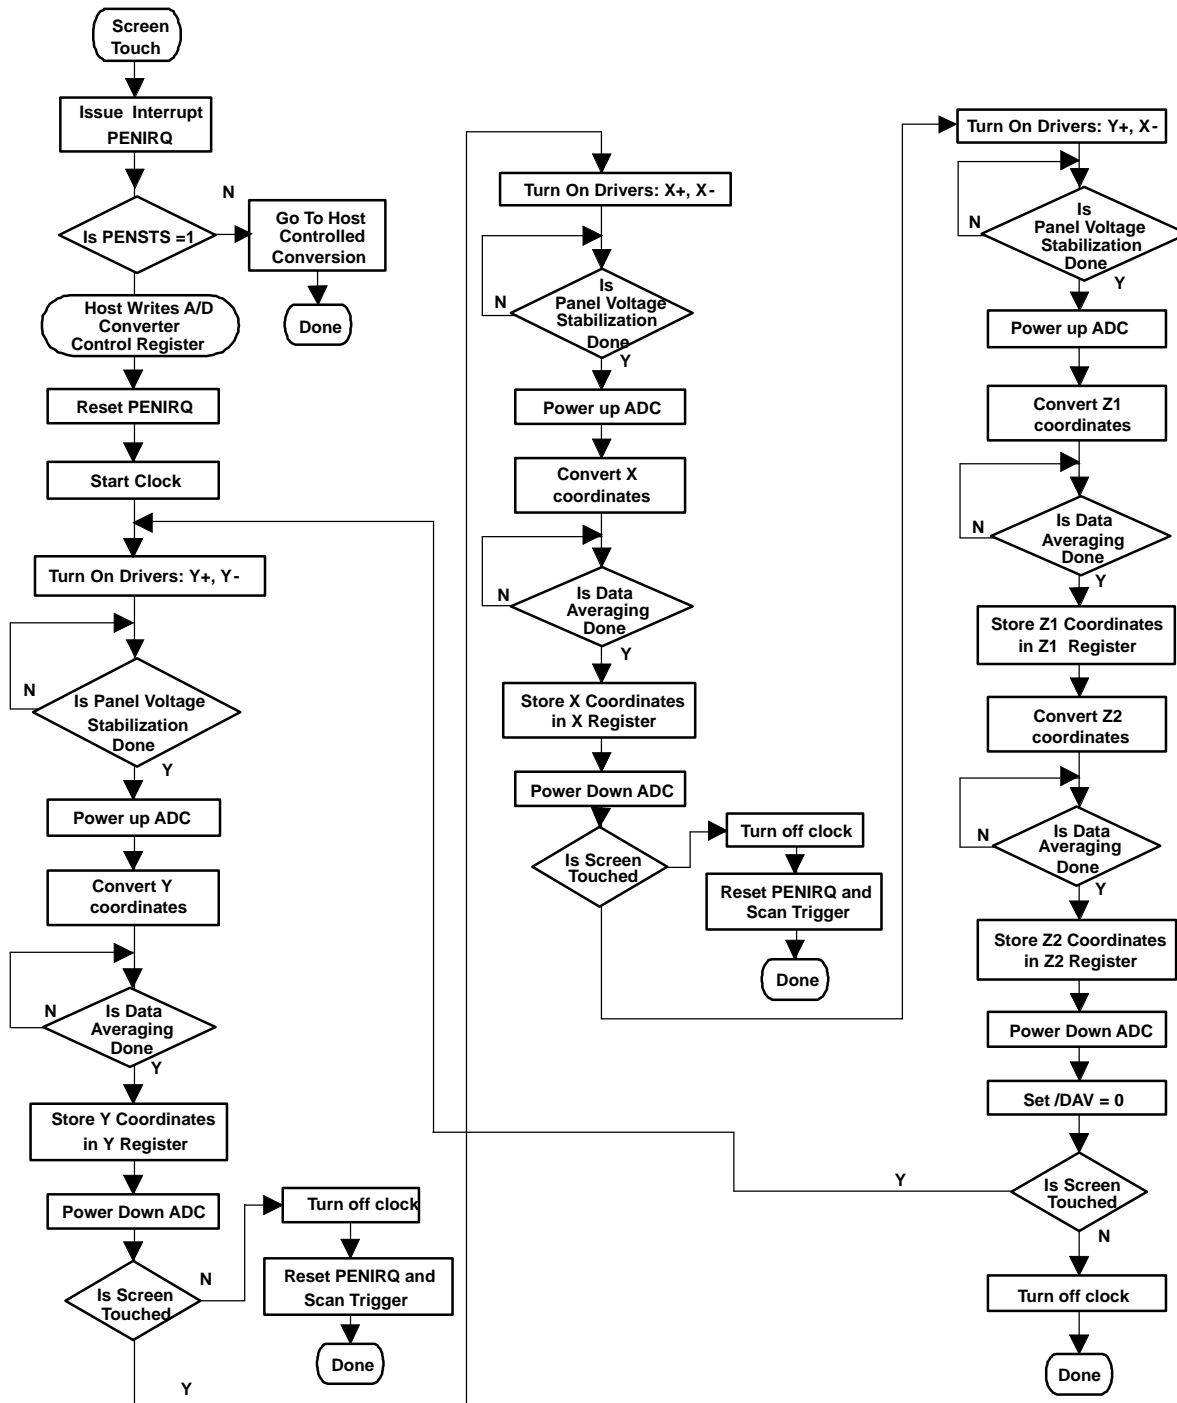 Screen
Touch
Issue Interrupt
PENIRQ
N
Is PENSTS =1
Go To Host
Controlled
Conversion
Done
Host Writes A/D
Converter
Control Register
Reset PENIRQ
Start Clock
Turn On Drivers: Y+, Y-
N
Is Panel Voltage
Stabilization
Done
Y
Power up ADC
Convert Y
coordinates
N
Is Data
Averaging
Done
Y
Store Y Coordinates
in Y Register
Power Down ADC
Is Screen
Touched
N
Turn off clock
Reset PENIRQ and
Scan Trigger
Done
Y
Turn On Drivers: X+, X-
N
Is
Panel Voltage
Stabilization
Done
Y
Power up ADC
Convert X
coordinates
N
Is Data
Averaging
Done
Y
Store X Coordinates
in X Register
Power Down ADC
Is Screen
Touched
Turn off clock
Reset PENIRQ and
Scan Trigger
Done
Turn On Drivers: Y+, X-
N
Is
Panel Voltage
Stabilization
Done
Y
Power up ADC
Convert Z1
coordinates
N
Is Data
Averaging
Done
Y
Store Z1 Coordinates
in Z1 Register
Convert Z2
coordinates
N
Is Data
Averaging
Done
Y
Store Z2 Coordinates
in Z2 Register
Power Down ADC
Set /DAV = 0
Y
Is Screen
Touched
N
Turn off clock
Done